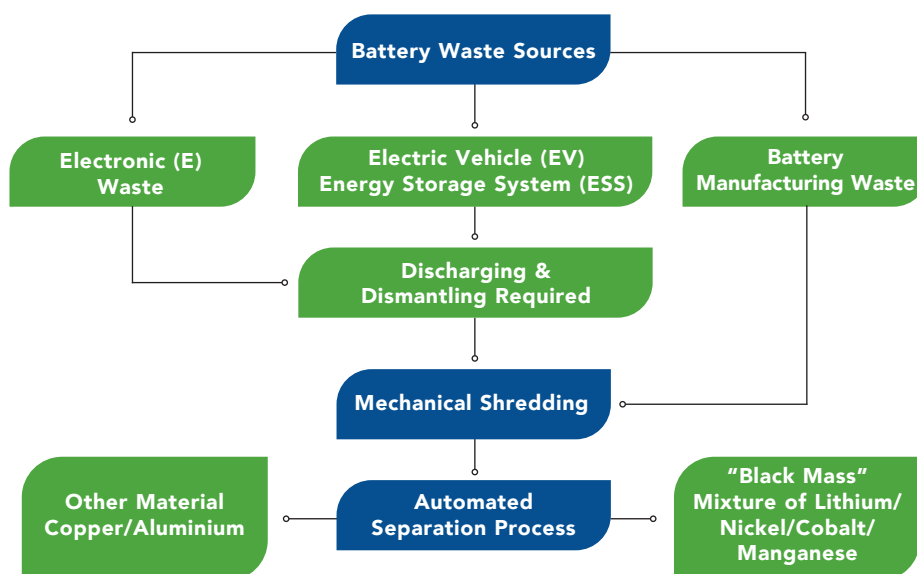 Battery Waste Sources
Electronic (E)
Waste
Electric Vehicle (EV)
Energy Storage System (ESS)
Battery
Manufacturing Waste
Discharging &
Dismantling Required
Mechanical Shredding
Other Material
Copper/Aluminium
Automated
Separation Process
"Black Mass"
Mixture of Lithium/
Nickel/Cobalt/
Manganese